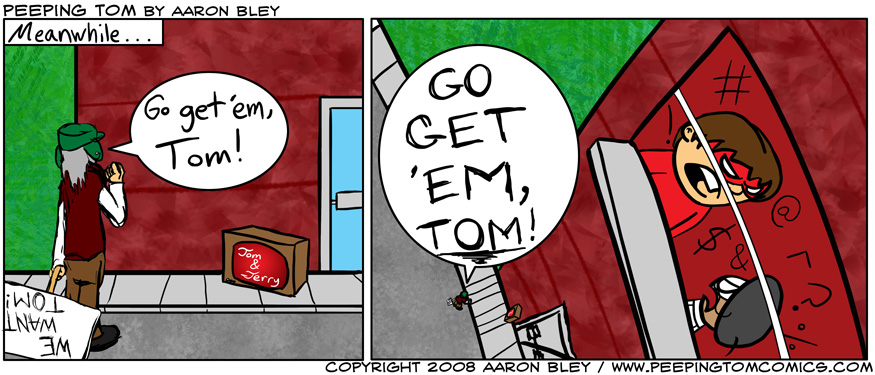 PEEPING TOM BY AARON BLEY
Meanwhile...
Go get 'em,
Tom!
Tom
&
Jerry
WE
WANT
TOM!
GO
GET
'EM,
TOM!
#
!
@
$
&
?
%
COPYRIGHT 2008 AARON BLEY / WWW.PEEPINGTOMCOMICS.COM